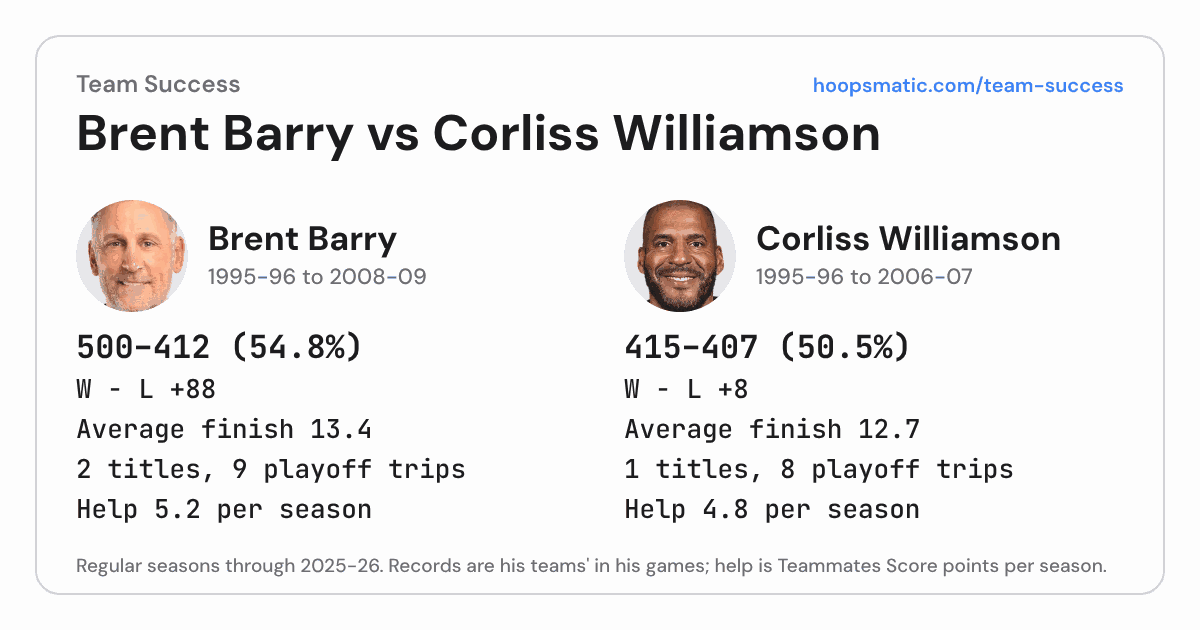 Team Success
hoopsmatic.com/team-success
Brent Barry vs Corliss Williamson
Brent Barry
1995–96 to 2008–09
500–412 (54.8%)
W - L +88
Average finish 13.4
2 titles, 9 playoff trips
Help 5.2 per season
Corliss Williamson
1995–96 to 2006–07
415–407 (50.5%)
W - L +8
Average finish 12.7
1 titles, 8 playoff trips
Help 4.8 per season
Regular seasons through 2025-26. Records are his teams' in his games; help is Teammates Score points per season.